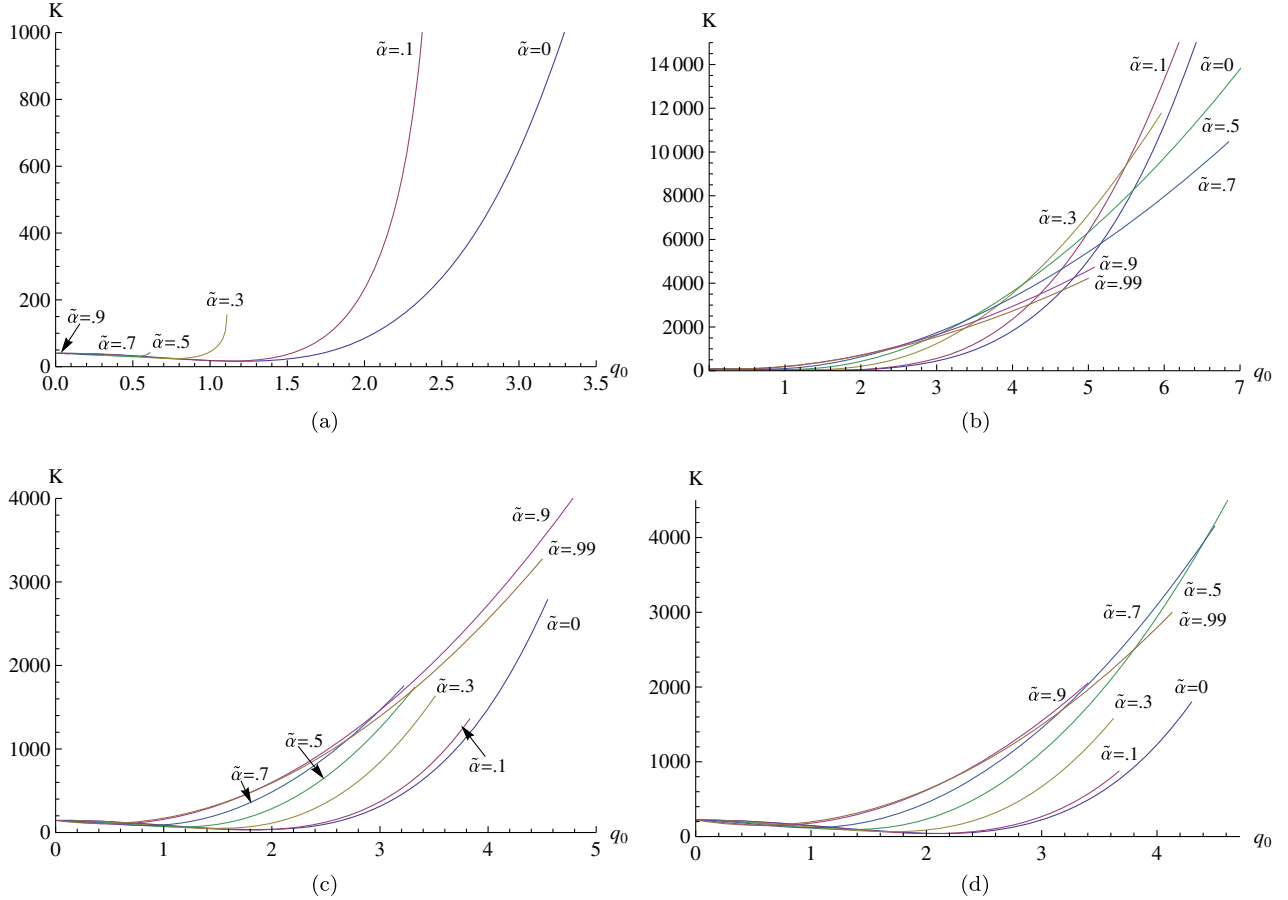 K
1000
800
600
400
200
0
0.0 0.5 1.0 1.5 2.0 2.5 3.0 3.5 q₀
α̃=.1
α̃=0
α̃=.3
α̃=.9
α̃=.7
α̃=.5
(a)
K
14 000
12 000
10 000
8000
6000
4000
2000
0
1 2 3 4 5 6 7 q₀
α̃=.1
α̃=0
α̃=.5
α̃=.7
α̃=.3
α̃=.9
α̃=.99
(b)
K
4000
3000
2000
1000
0
0 1 2 3 4 5 q₀
α̃=.9
α̃=.99
α̃=0
α̃=.3
α̃=.5
α̃=.7
α̃=.1
(c)
K
4000
3000
2000
1000
0
0 1 2 3 4 q₀
α̃=.5
α̃=.7
α̃=.99
α̃=.9
α̃=0
α̃=.3
α̃=.1
(d)